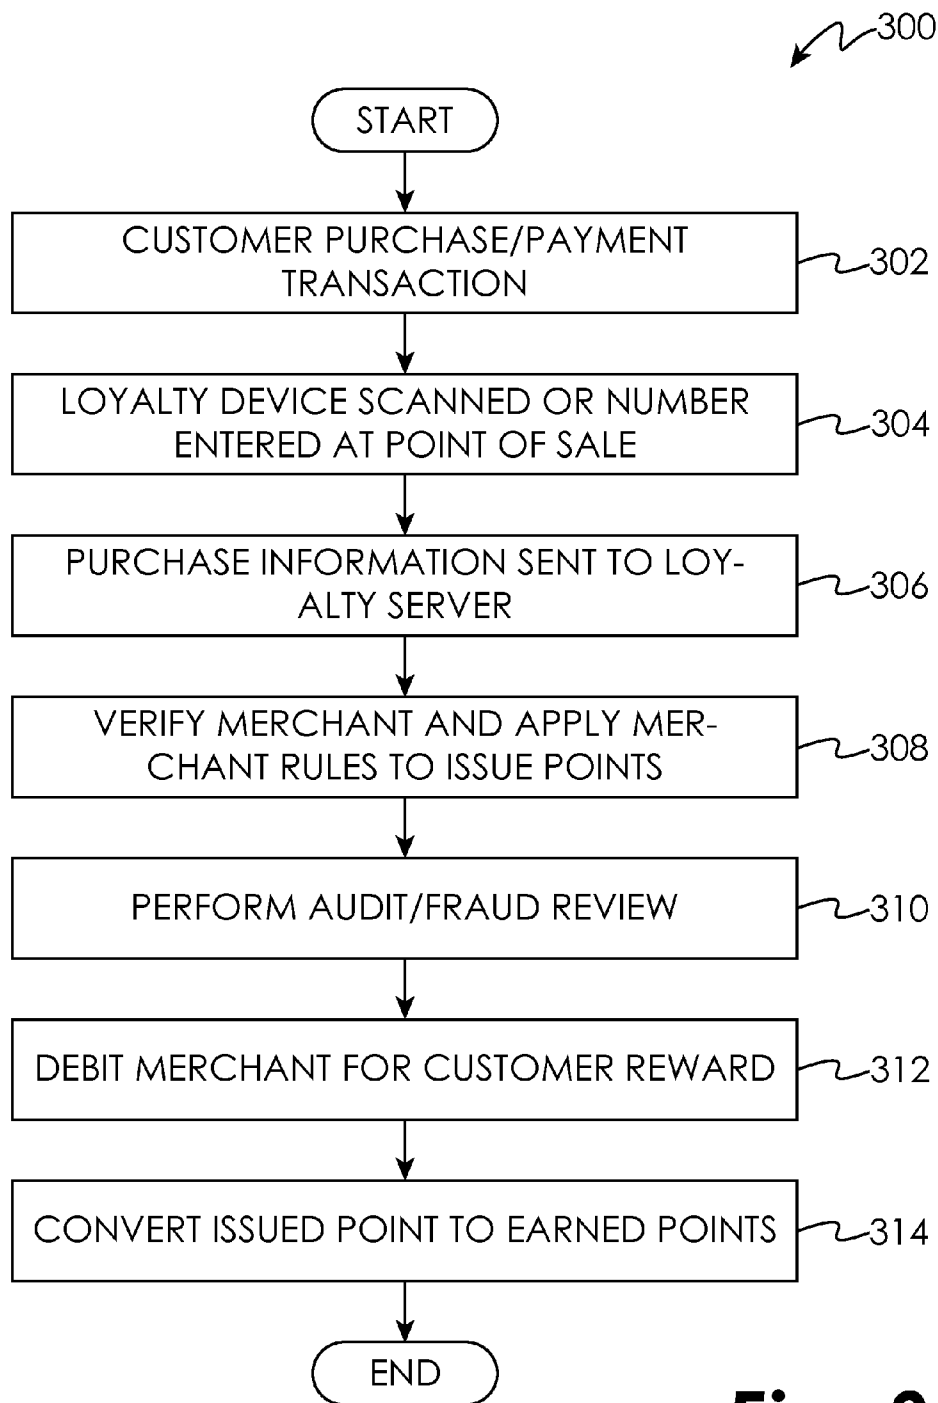 300
START
CUSTOMER PURCHASE/PAYMENT
TRANSACTION
302
LOYALTY DEVICE SCANNED OR NUMBER
ENTERED AT POINT OF SALE
304
PURCHASE INFORMATION SENT TO LOY-
ALTY SERVER
306
VERIFY MERCHANT AND APPLY MER-
CHANT RULES TO ISSUE POINTS
308
PERFORM AUDIT/FRAUD REVIEW
310
DEBIT MERCHANT FOR CUSTOMER REWARD
312
CONVERT ISSUED POINT TO EARNED POINTS
314
END